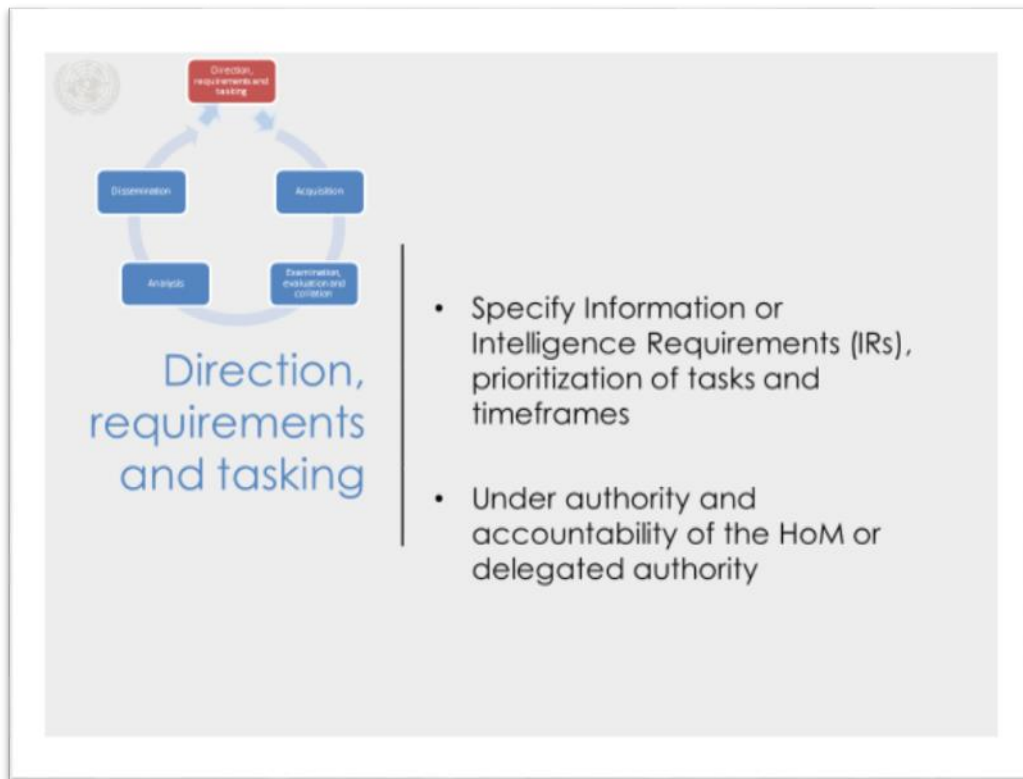 Direction,
requirements and
tasking
Dissemination
Acquisition
Analysis
Examination,
evaluation and
collation
Direction,
requirements
and tasking
• Specify Information or
Intelligence Requirements (IRs),
prioritization of tasks and
timeframes
• Under authority and
accountability of the HoM or
delegated authority